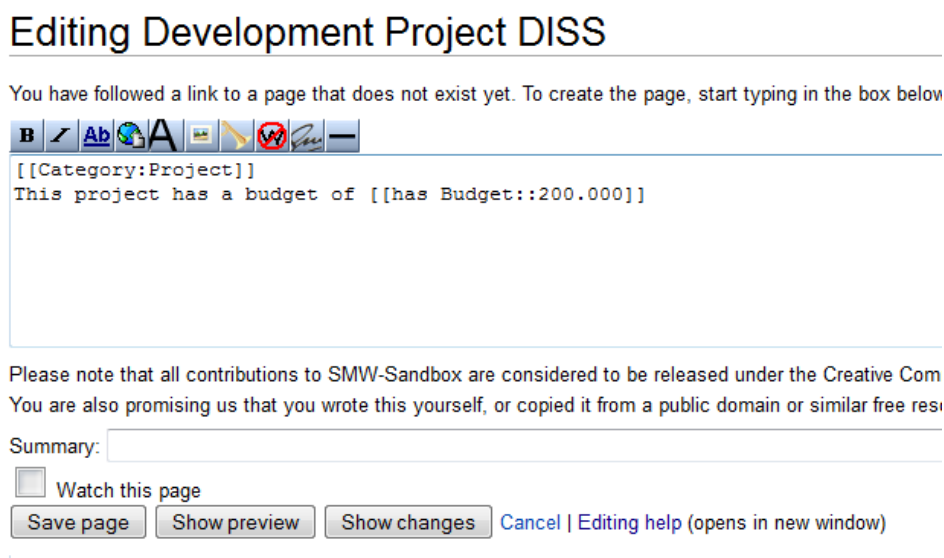 Editing Development Project DISS
You have followed a link to a page that does not exist yet. To create the page, start typing in the box below
B I Ab A W
[[Category:Project]]
This project has a budget of [[has Budget::200.000]]
Please note that all contributions to SMW-Sandbox are considered to be released under the Creative Com
You are also promising us that you wrote this yourself, or copied it from a public domain or similar free res
Summary:
Watch this page
Save page Show preview Show changes Cancel | Editing help (opens in new window)